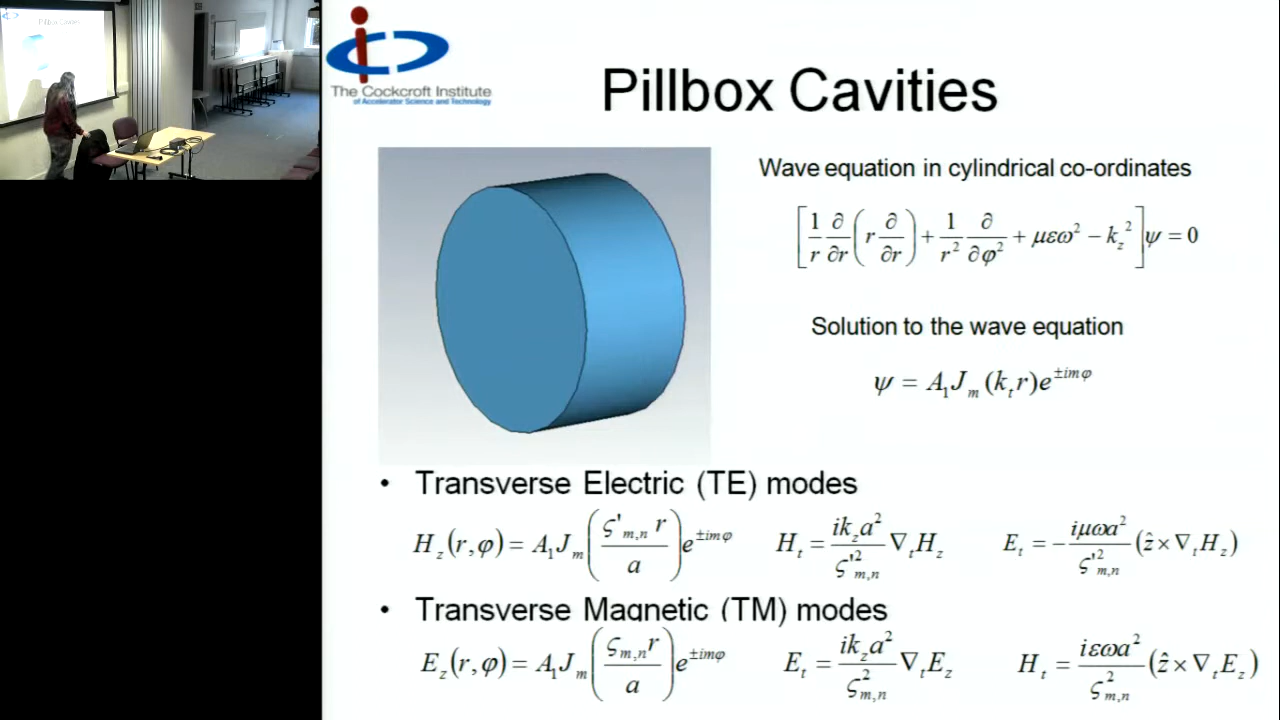 Pillbox Cavities
The Cockcroft Institute
of Accelerator Science and Technology
Pillbox Cavities
Wave equation in cylindrical co-ordinates
[1/r ∂/∂r (r ∂/∂r) + 1/r² ∂/∂φ² + μεω² − k_z²]ψ = 0
Solution to the wave equation
ψ = A₁J_m(k_t r)e^{±imφ}
• Transverse Electric (TE) modes
H_z(r,φ) = A₁J_m(ς'_{m,n} r / a)e^{±imφ} H_t = ik_z a² / ς'²_{m,n} ∇_t H_z E_t = − iμωa² / ς'²_{m,n} (ẑ × ∇_t H_z)
• Transverse Magnetic (TM) modes
E_z(r,φ) = A₁J_m(ς_{m,n} r / a)e^{±imφ} E_t = ik_z a² / ς²_{m,n} ∇_t E_z H_t = iεωa² / ς²_{m,n} (ẑ × ∇_t E_z)